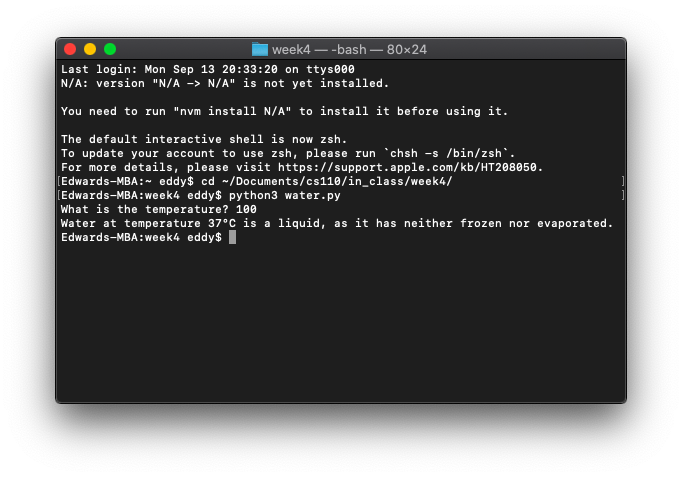 week4 — -bash — 80×24
Last login: Mon Sep 13 20:33:20 on ttys000
N/A: version "N/A -> N/A" is not yet installed.
You need to run "nvm install N/A" to install it before using it.
The default interactive shell is now zsh.
To update your account to use zsh, please run `chsh -s /bin/zsh`.
For more details, please visit https://support.apple.com/kb/HT208050.
[Edwards-MBA:~ eddy$ cd ~/Documents/cs110/in_class/week4/ ]
[Edwards-MBA:week4 eddy$ python3 water.py ]
What is the temperature? 100
Water at temperature 37°C is a liquid, as it has neither frozen nor evaporated.
Edwards-MBA:week4 eddy$